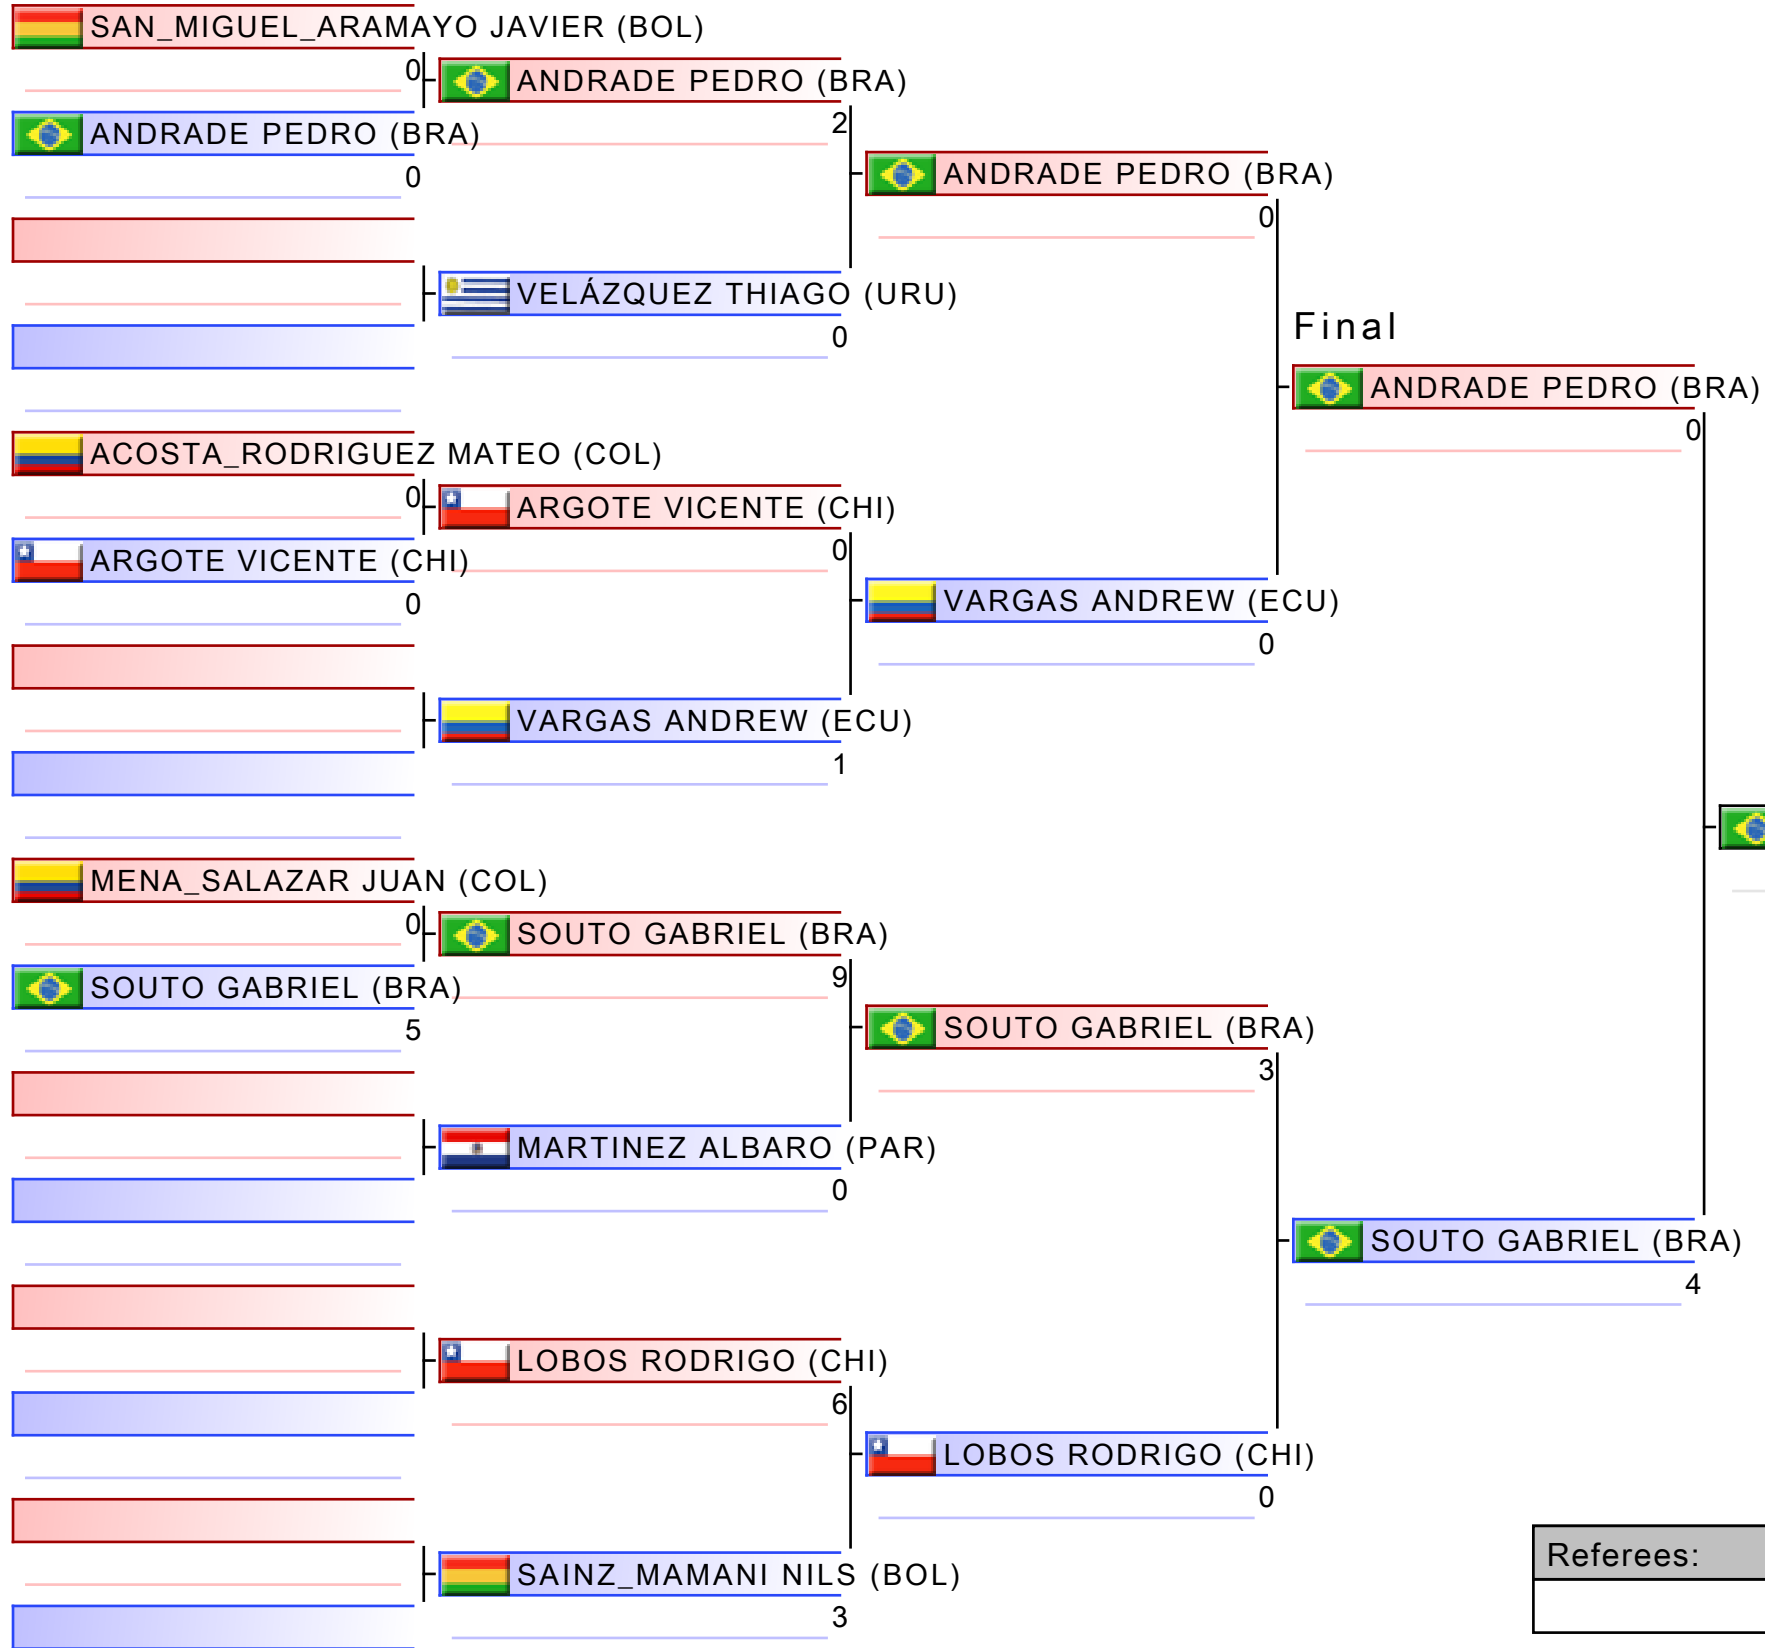 SAN_MIGUEL_ARAMAYO JAVIER (BOL)
0
ANDRADE PEDRO (BRA)
ANDRADE PEDRO (BRA)
0
2
ANDRADE PEDRO (BRA)
0
VELÁZQUEZ THIAGO (URU)
0
Final
ANDRADE PEDRO (BRA)
0
ACOSTA_RODRIGUEZ MATEO (COL)
0
ARGOTE VICENTE (CHI)
ARGOTE VICENTE (CHI)
0
0
VARGAS ANDREW (ECU)
0
VARGAS ANDREW (ECU)
1
MENA_SALAZAR JUAN (COL)
0
SOUTO GABRIEL (BRA)
SOUTO GABRIEL (BRA)
5
9
SOUTO GABRIEL (BRA)
3
MARTINEZ ALBARO (PAR)
0
SOUTO GABRIEL (BRA)
4
LOBOS RODRIGO (CHI)
6
LOBOS RODRIGO (CHI)
0
SAINZ_MAMANI NILS (BOL)
3
Referees: